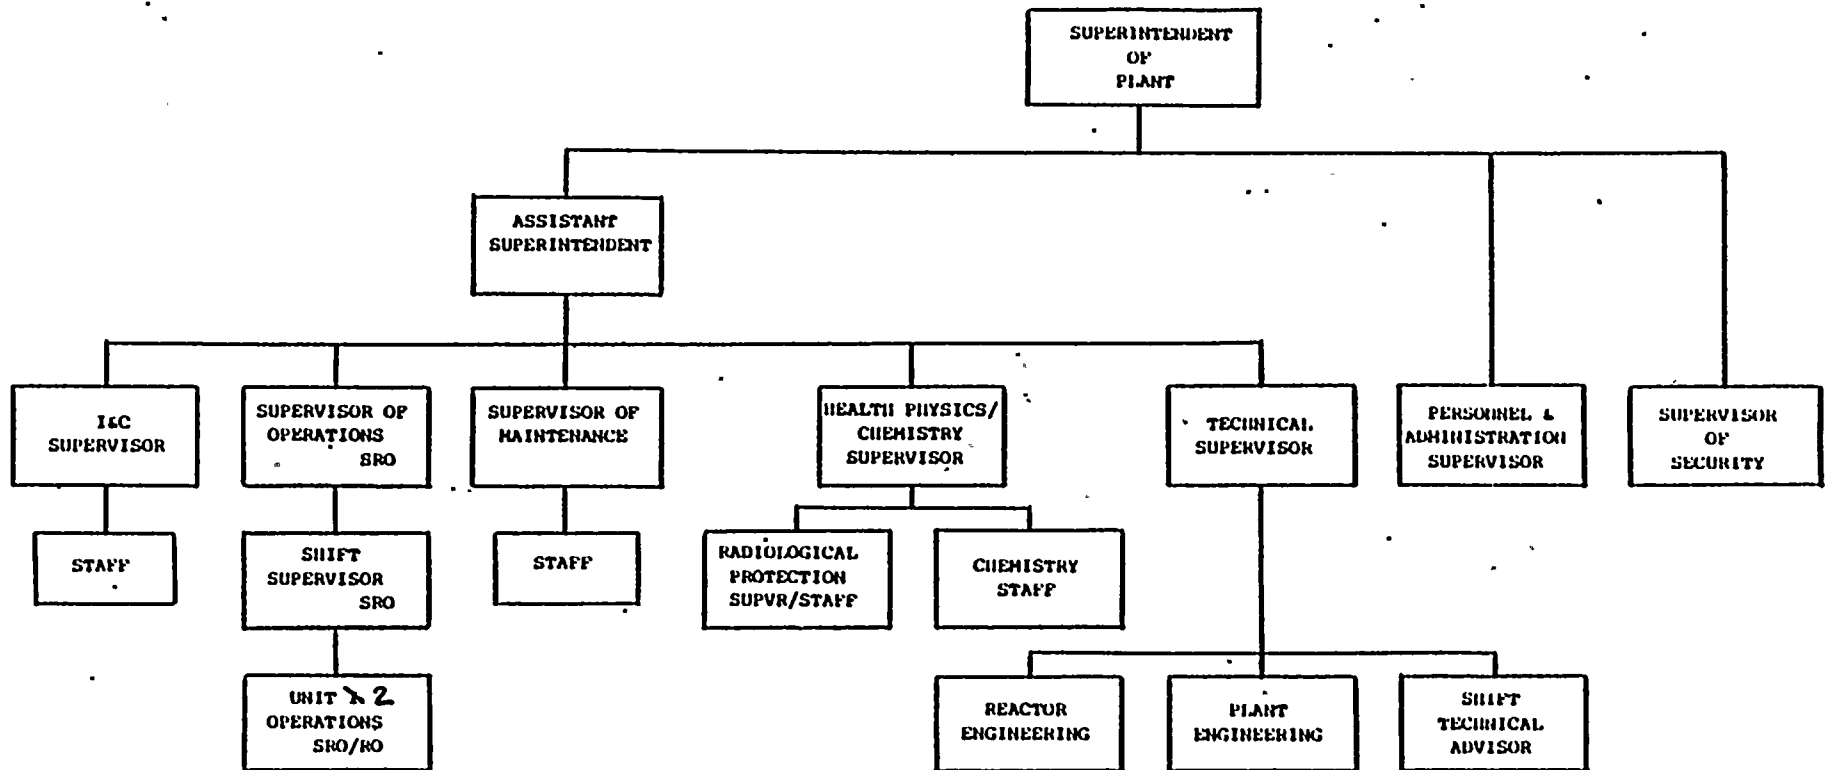 SUPERINTENDENT
OF
PLANT
ASSISTANT
SUPERINTENDENT
I&C
SUPERVISOR
SUPERVISOR OF
OPERATIONS
SRO
SUPERVISOR OF
MAINTENANCE
HEALTH PHYSICS/
CHEMISTRY
SUPERVISOR
TECHNICAL
SUPERVISOR
PERSONNEL &
ADMINISTRATION
SUPERVISOR
SUPERVISOR
OF
SECURITY
STAFF
SHIFT
SUPERVISOR
SRO
STAFF
RADIOLOGICAL
PROTECTION
SUPVR/STAFF
CHEMISTRY
STAFF
UNIT 2
OPERATIONS
SRO/RO
REACTOR
ENGINEERING
PLANT
ENGINEERING
SHIFT
TECHNICAL
ADVISOR